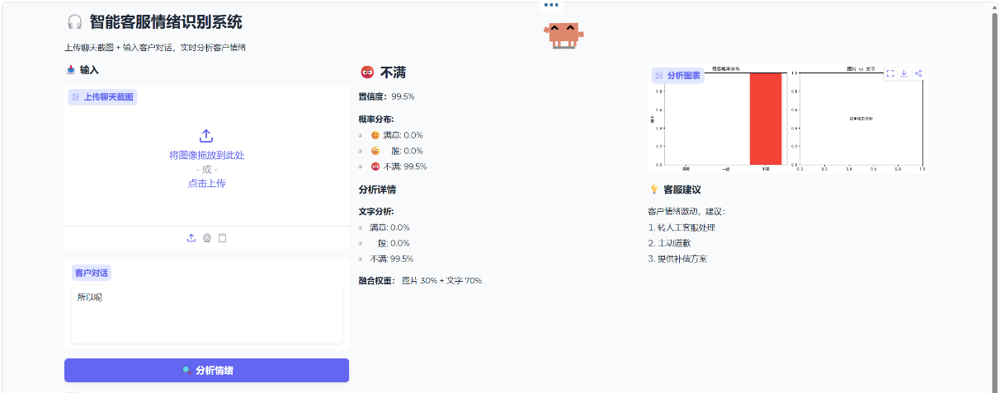 智能客服情绪识别系统
上传聊天截图 + 输入客户对话，实时分析客户情绪
输入
上传聊天截图
将图像拖放到此处
- 或 -
点击上传
客户对话
所以呢
分析情绪
不满
置信度： 99.5%
概率分布:
满意: 0.0%
一般: 0.0%
不满: 99.5%
分析详情
文字分析:
满意: 0.0%
一般: 0.0%
不满: 99.5%
融合权重： 图片 30% + 文字 70%
分析图表
情感概率分布
0.8
0.6
0.4
0.2
0.0
概率
满意
一般
不满
图片 vs 文字
1.0
0.8
0.6
0.4
0.2
0.0
0.0 0.2 0.4 0.6 0.8 1.0
客服建议
客户情绪激动，建议：
1. 转人工客服处理
2. 主动道歉
3. 提供补偿方案